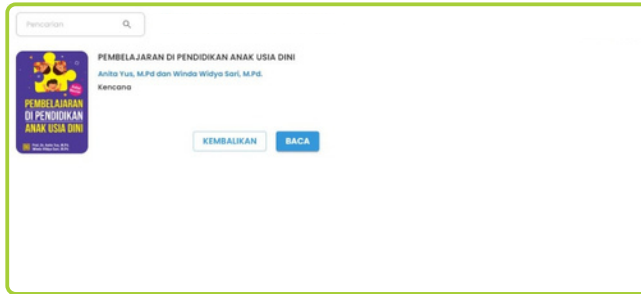 Pencarian
PEMBELAJARAN DI PENDIDIKAN ANAK USIA DINI
Anita Yus, M.Pd dan Winda Widya Sari, M.Pd.
Kencana
PEMBELAJARAN
DI PENDIDIKAN
ANAK USIA DINI
KEMBALIKAN
BACA